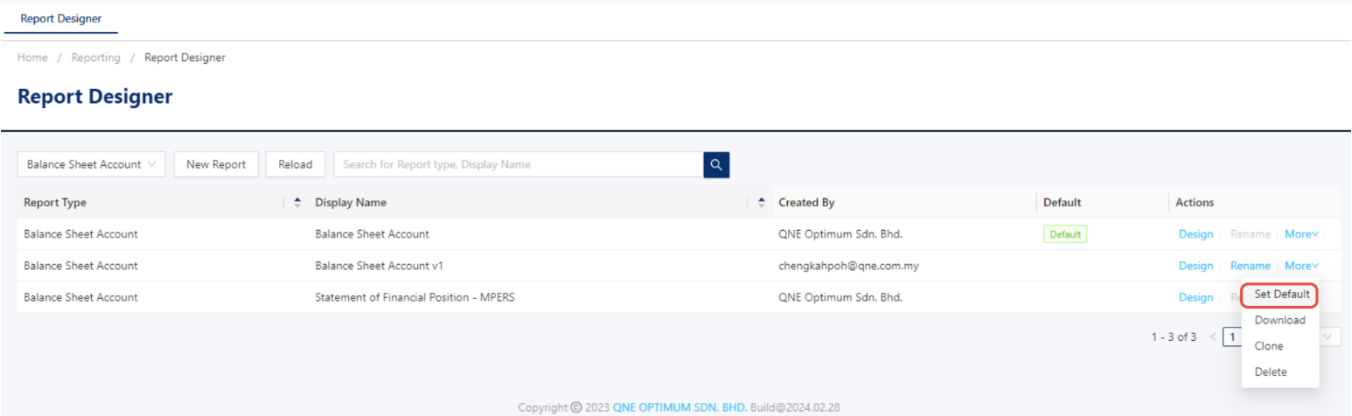 Report Designer
Home / Reporting / Report Designer
Report Designer
Balance Sheet Account New Report Reload Search for Report type, Display Name
Report Type Display Name Created By Default Actions
Balance Sheet Account Balance Sheet Account QNE Optimum Sdn. Bhd. Default Design Rename More
Balance Sheet Account Balance Sheet Account v1 chengkahpoh@qne.com.my Design Rename More
Balance Sheet Account Statement of Financial Position - MPERS QNE Optimum Sdn. Bhd. Design Set Default
Download
1 - 3 of 3 < 1
Clone
Delete
Copyright © 2023 QNE OPTIMUM SDN. BHD. Build@2024.02.28